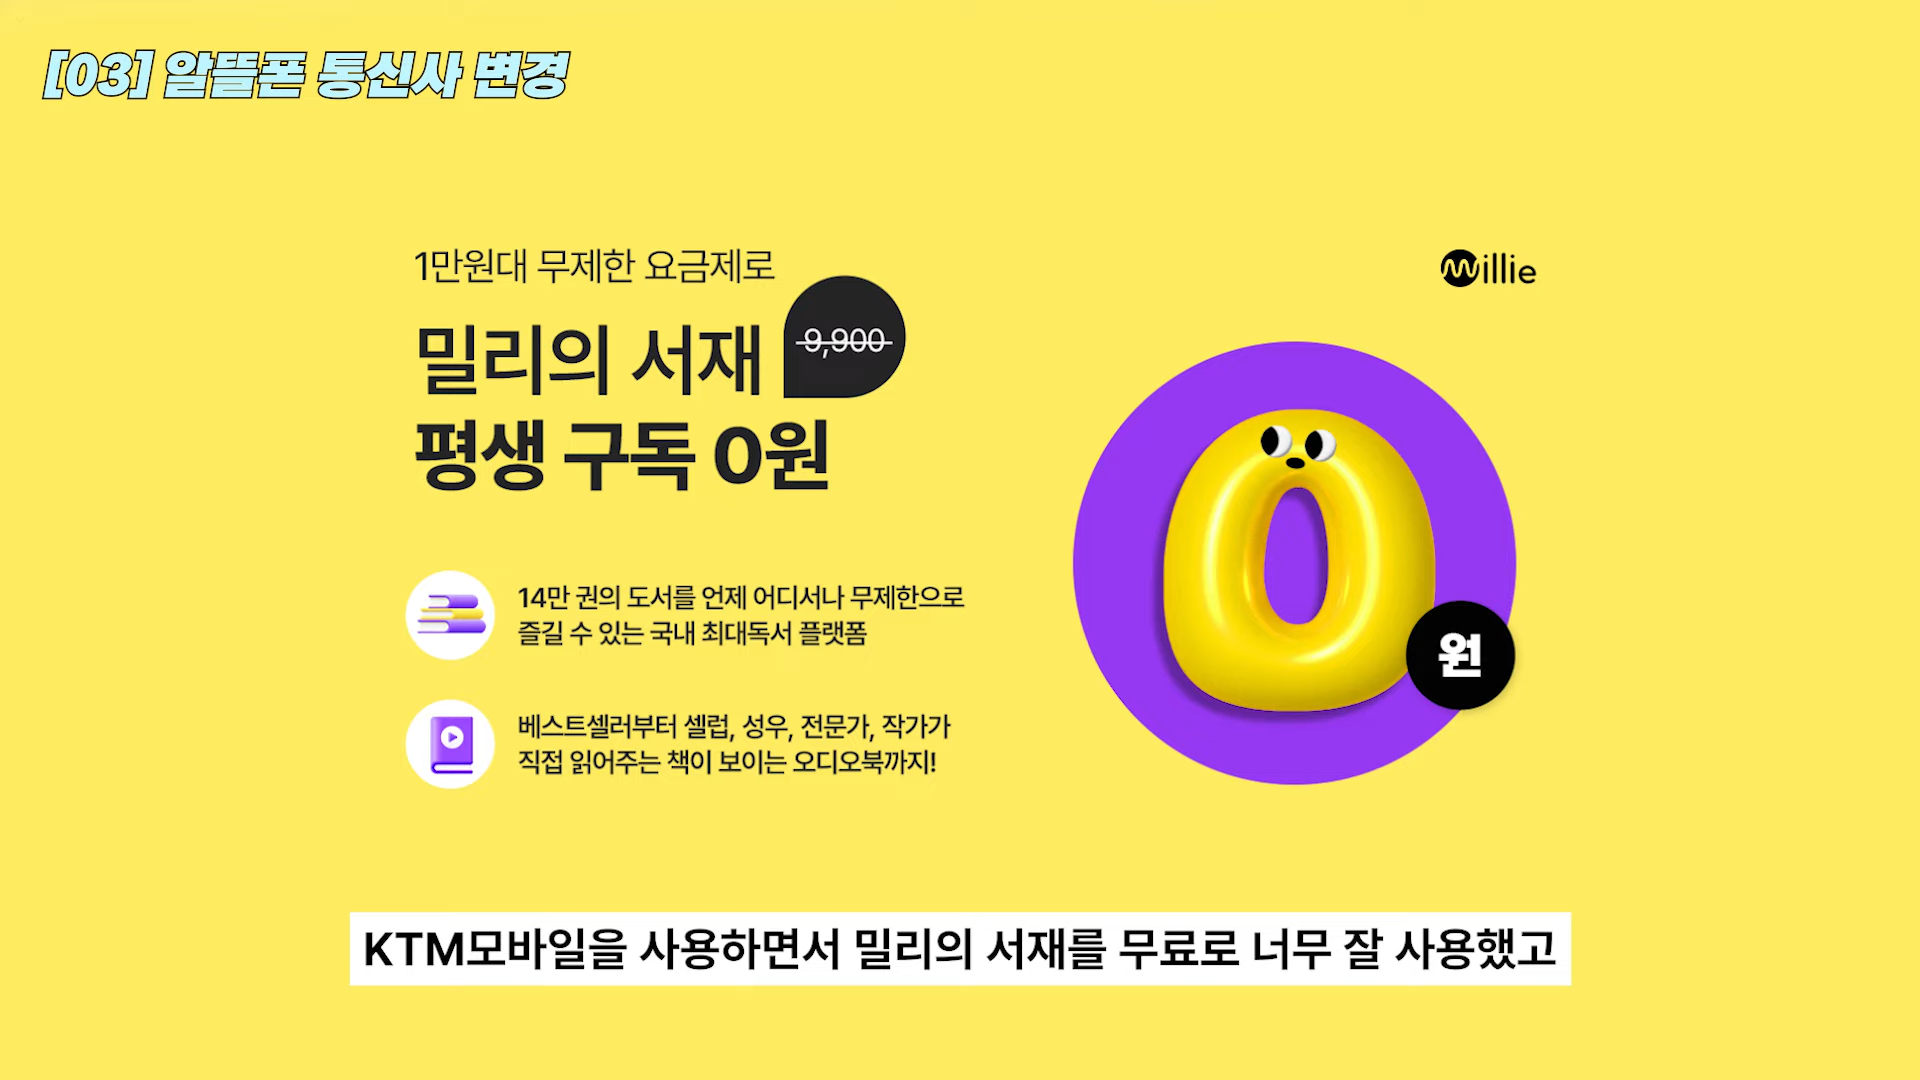 [03] 알뜰폰 통신사 변경
1만원대 무제한 요금제로
millie
밀리의 서재 9,900
평생 구독 0원
14만 권의 도서를 언제 어디서나 무제한으로
즐길 수 있는 국내 최대독서 플랫폼
베스트셀러부터 셀럽, 성우, 전문가, 작가가
직접 읽어주는 책이 보이는 오디오북까지!
0
원
KTM모바일을 사용하면서 밀리의 서재를 무료로 너무 잘 사용했고